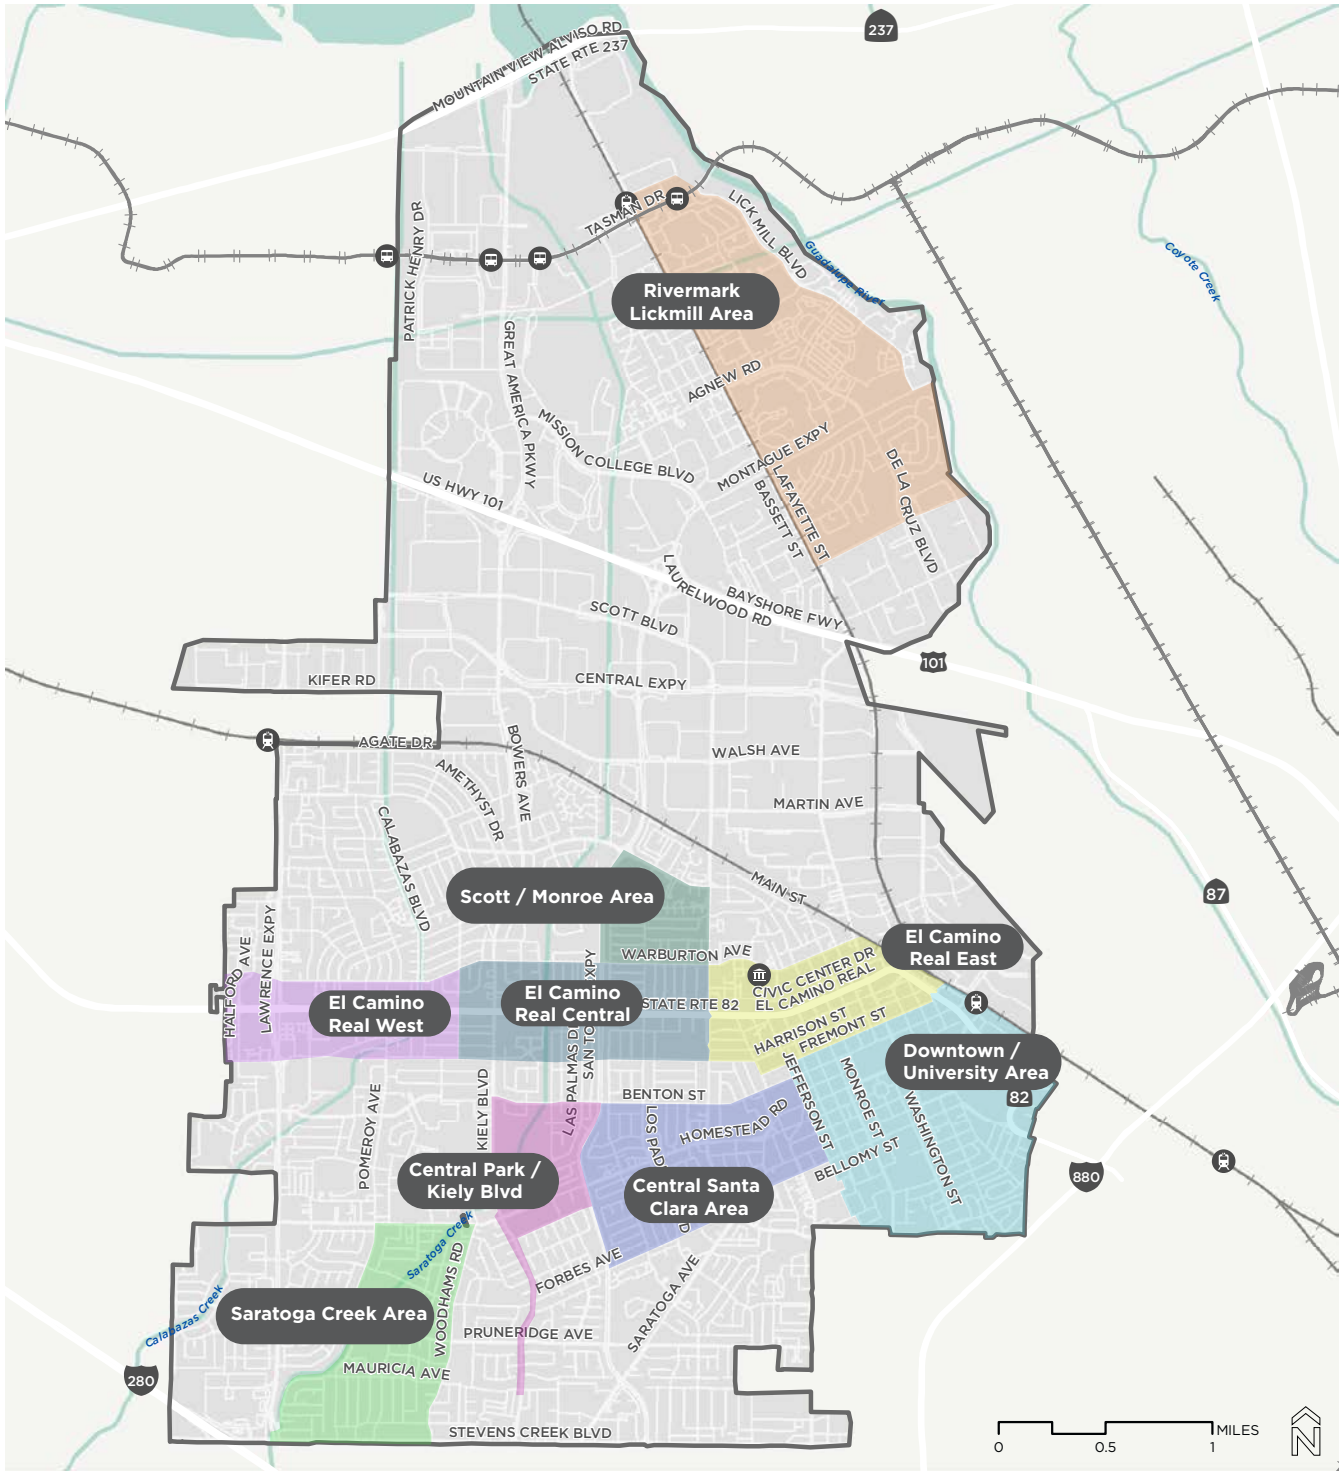 237
MOUNTAIN VIEW ALVISO RD
STATE RTE 237
TASMAN DR
LICK MILL BLVD
PATRICK HENRY DR
Guadalupe River
Coyote Creek
Rivermark
Lickmill Area
GREAT AMERICA PKWY
AGNEW RD
MISSION COLLEGE BLVD
MONTAGUE EXPY
US HWY 101
LAFAYETTE ST
BASSETT ST
DE LA CRUZ BLVD
LAURELWOOD RD
BAYSHORE FWY
SCOTT BLVD
101
KIFER RD
CENTRAL EXPY
AGATE DR
BOWERS AVE
WALSH AVE
AMETHYST DR
MARTIN AVE
CALABAZAS BLVD
MAIN ST
87
Scott / Monroe Area
El Camino
Real East
WARBURTON AVE
HALFORD AVE
LAWRENCE EXPY
CIVIC CENTER DR
EL CAMINO REAL
El Camino
Real West
El Camino
Real Central
STATE RTE 82
SAN TO
EXPY
LAS PALMAS D
HARRISON ST
FREMONT ST
Downtown /
University Area
82
KIELY BLVD
BENTON ST
JEFFERSON ST
MONROE ST
WASHINGTON ST
POMEROY AVE
LOS PAD
D
HOMESTEAD RD
BELLOMY ST
880
Central Park /
Kiely Blvd
Central Santa
Clara Area
Saratoga Creek
WOODHAMS RD
FORBES AVE
SARATOGA AVE
Calabazas Creek
Saratoga Creek Area
PRUNERIDGE AVE
MAURICIA AVE
280
STEVENS CREEK BLVD
MILES
0
0.5
1
N